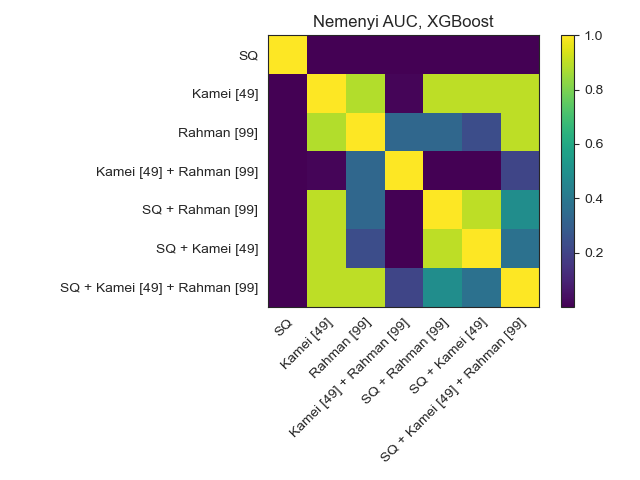 Nemenyi AUC, XGBoost
SQ
Kamei [49]
Rahman [99]
Kamei [49] + Rahman [99]
SQ + Rahman [99]
SQ + Kamei [49]
SQ + Kamei [49] + Rahman [99]
SQ
Kamei [49]
Rahman [99]
Kamei [49] + Rahman [99]
SQ + Rahman [99]
SQ + Kamei [49]
SQ + Kamei [49] + Rahman [99]
1.0
0.8
0.6
0.4
0.2